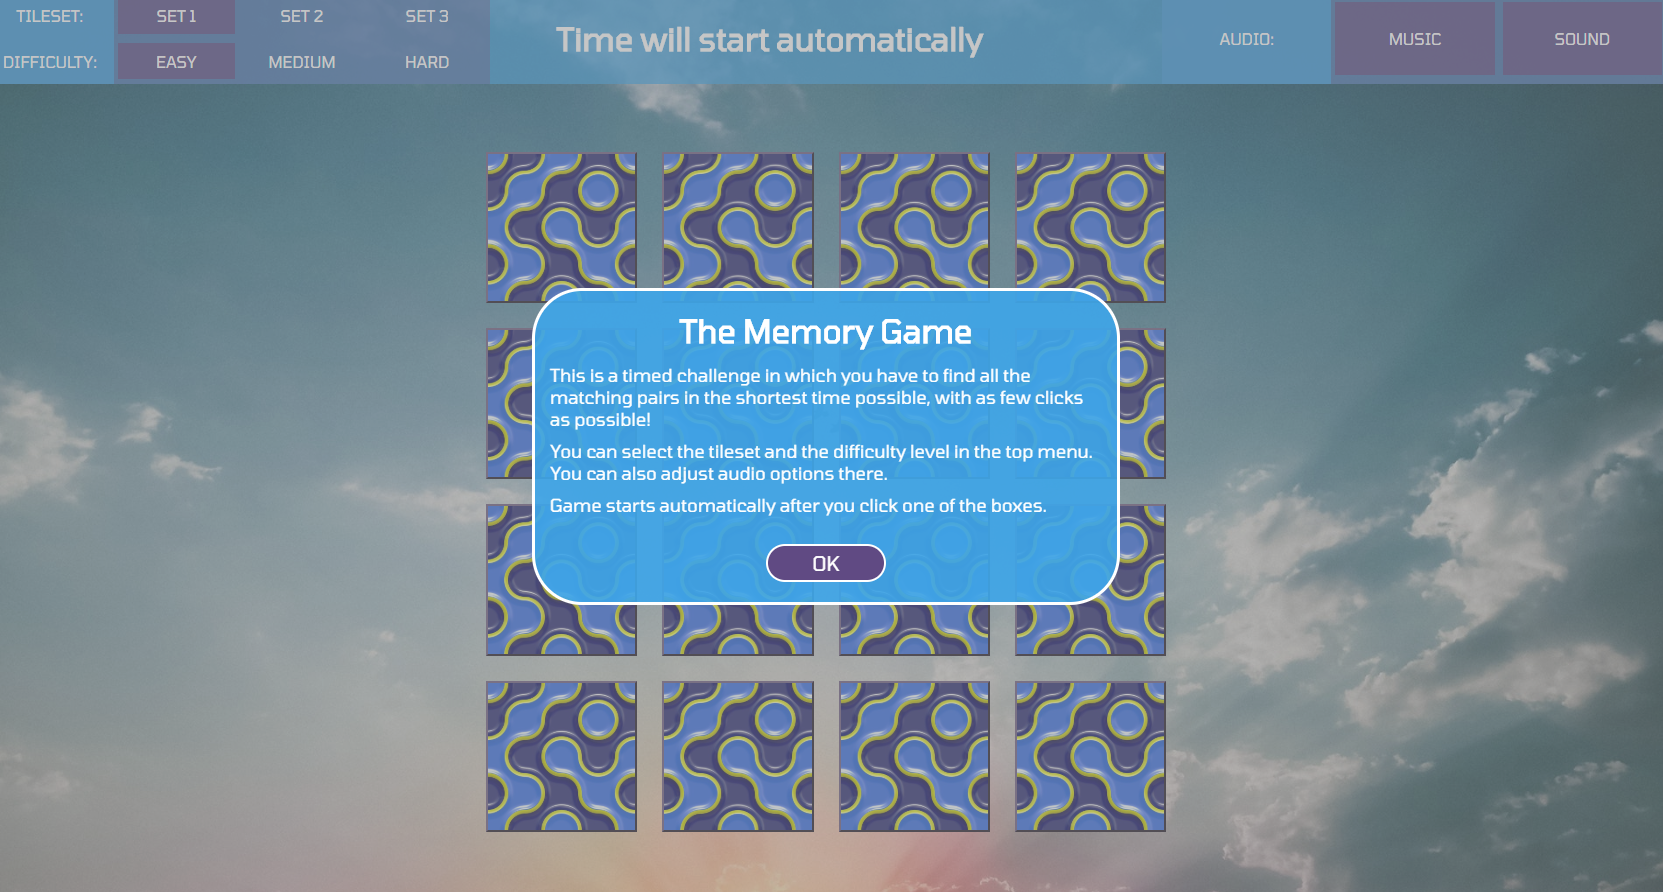 TILESET: SET 1 SET 2 SET 3
Time will start automatically
AUDIO: MUSIC SOUND
DIFFICULTY: EASY MEDIUM HARD
The Memory Game
This is a timed challenge in which you have to find all the
matching pairs in the shortest time possible, with as few clicks
as possible!
You can select the tileset and the difficulty level in the top menu.
You can also adjust audio options there.
Game starts automatically after you click one of the boxes.
OK